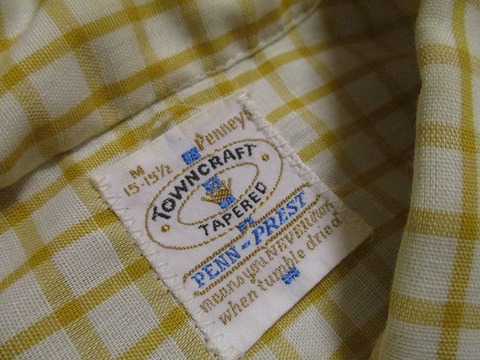 M
15-15½
Penney's
TOWNCRAFT
TAPERED
PENN-PREST
means you NEVER IRON
when tumble dried